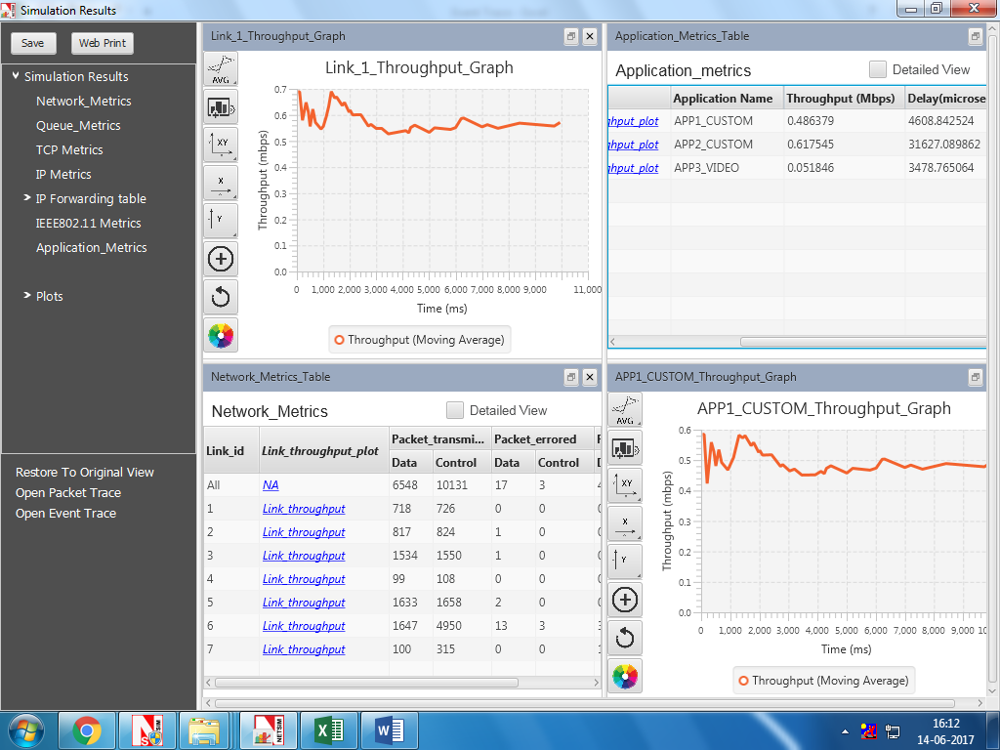 Simulation Results
Save
Web Print
Simulation Results
Network_Metrics
Queue_Metrics
TCP Metrics
IP Metrics
IP Forwarding table
IEEE802.11 Metrics
Application_Metrics
Plots
Restore To Original View
Open Packet Trace
Open Event Trace
Link_1_Throughput_Graph
AVG
XY
X
Y
Link_1_Throughput_Graph
Throughput (mbps)
0.7
0.6
0.5
0.4
0.3
0.2
0.1
0.0
0 1,000 2,000 3,000 4,000 5,000 6,000 7,000 8,000 9,000 11,000
Time (ms)
Throughput (Moving Average)
Application_Metrics_Table
Application_metrics Detailed View
Application Name Throughput (Mbps) Delay(microse
hput_plot APP1_CUSTOM 0.486379 4608.842524
hput_plot APP2_CUSTOM 0.617545 31627.089862
hput_plot APP3_VIDEO 0.051846 3478.765064
Network_Metrics_Table
Network_Metrics Detailed View
Link_id Link_throughput_plot Packet_transmi... Packet_errored
Data Control Data Control
All NA 6548 10131 17 3
1 Link_throughput 718 726 0 0
2 Link_throughput 817 824 1 0
3 Link_throughput 1534 1550 1 0
4 Link_throughput 99 108 0 0
5 Link_throughput 1633 1658 2 0
6 Link_throughput 1647 4950 13 3
7 Link_throughput 100 315 0 0
APP1_CUSTOM_Throughput_Graph
AVG
XY
X
Y
APP1_CUSTOM_Throughput_Graph
Throughput (mbps)
0.6
0.5
0.4
0.3
0.2
0.1
0.0
0 1,000 2,000 3,000 4,000 5,000 6,000 7,000 8,000 9,000 10
Time (ms)
Throughput (Moving Average)
NETSIM
16:12
14-06-2017